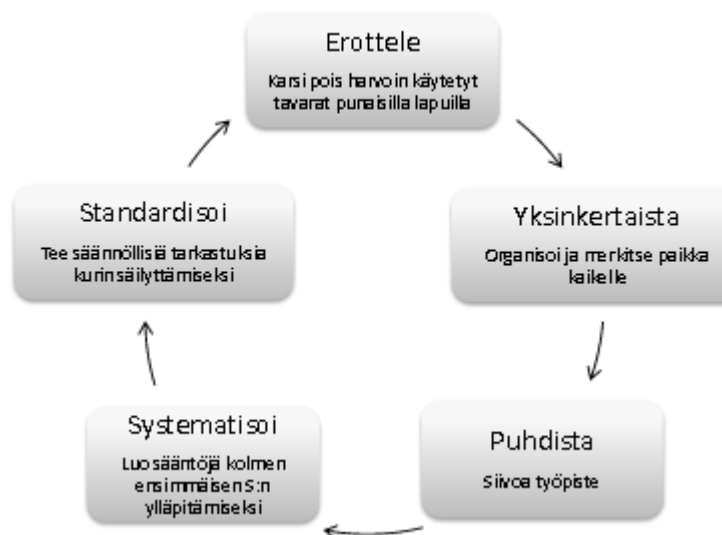 Erottele
Karsi pois harvoin käytetyt
tavarat punaisilla lapuilla
Yksinkertaista
Organisoi ja merkitse paikka
kaikelle
Puhdista
Siivoa työpiste
Systematisoi
Luo sääntöjä kolmen
ensimmäisen S:n
ylläpitämiseksi
Standardisoi
Tee säännöllisiä tarkastuksia
kurin säilyttämiseksi